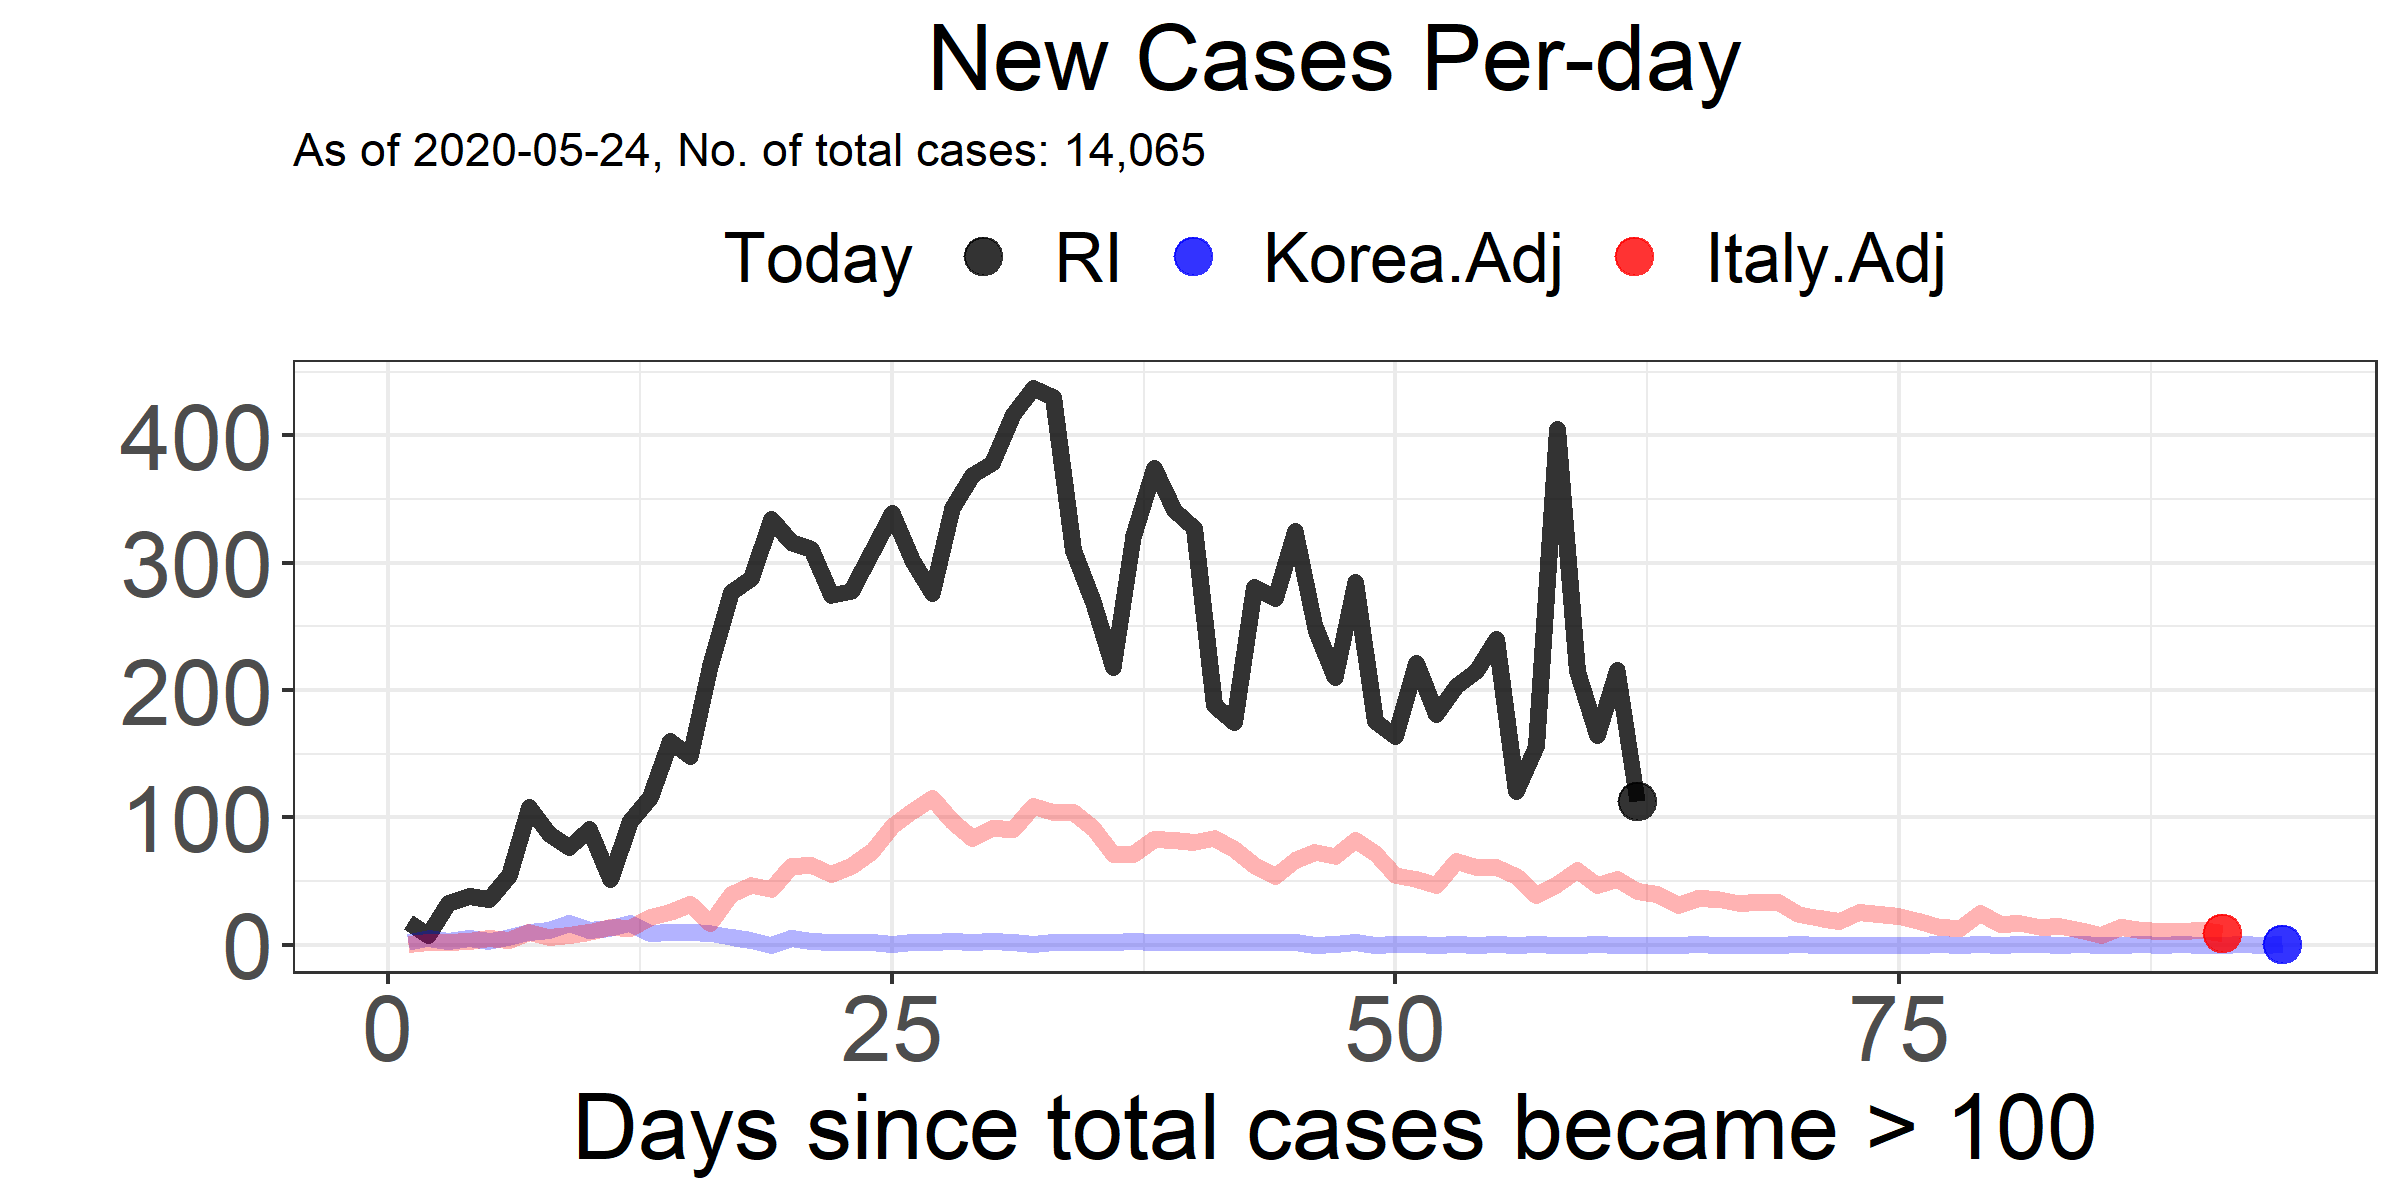 New Cases Per-day
As of 2020-05-24, No. of total cases: 14,065
Today RI Korea.Adj Italy.Adj
400
300
200
100
0
0 25 50 75
Days since total cases became > 100